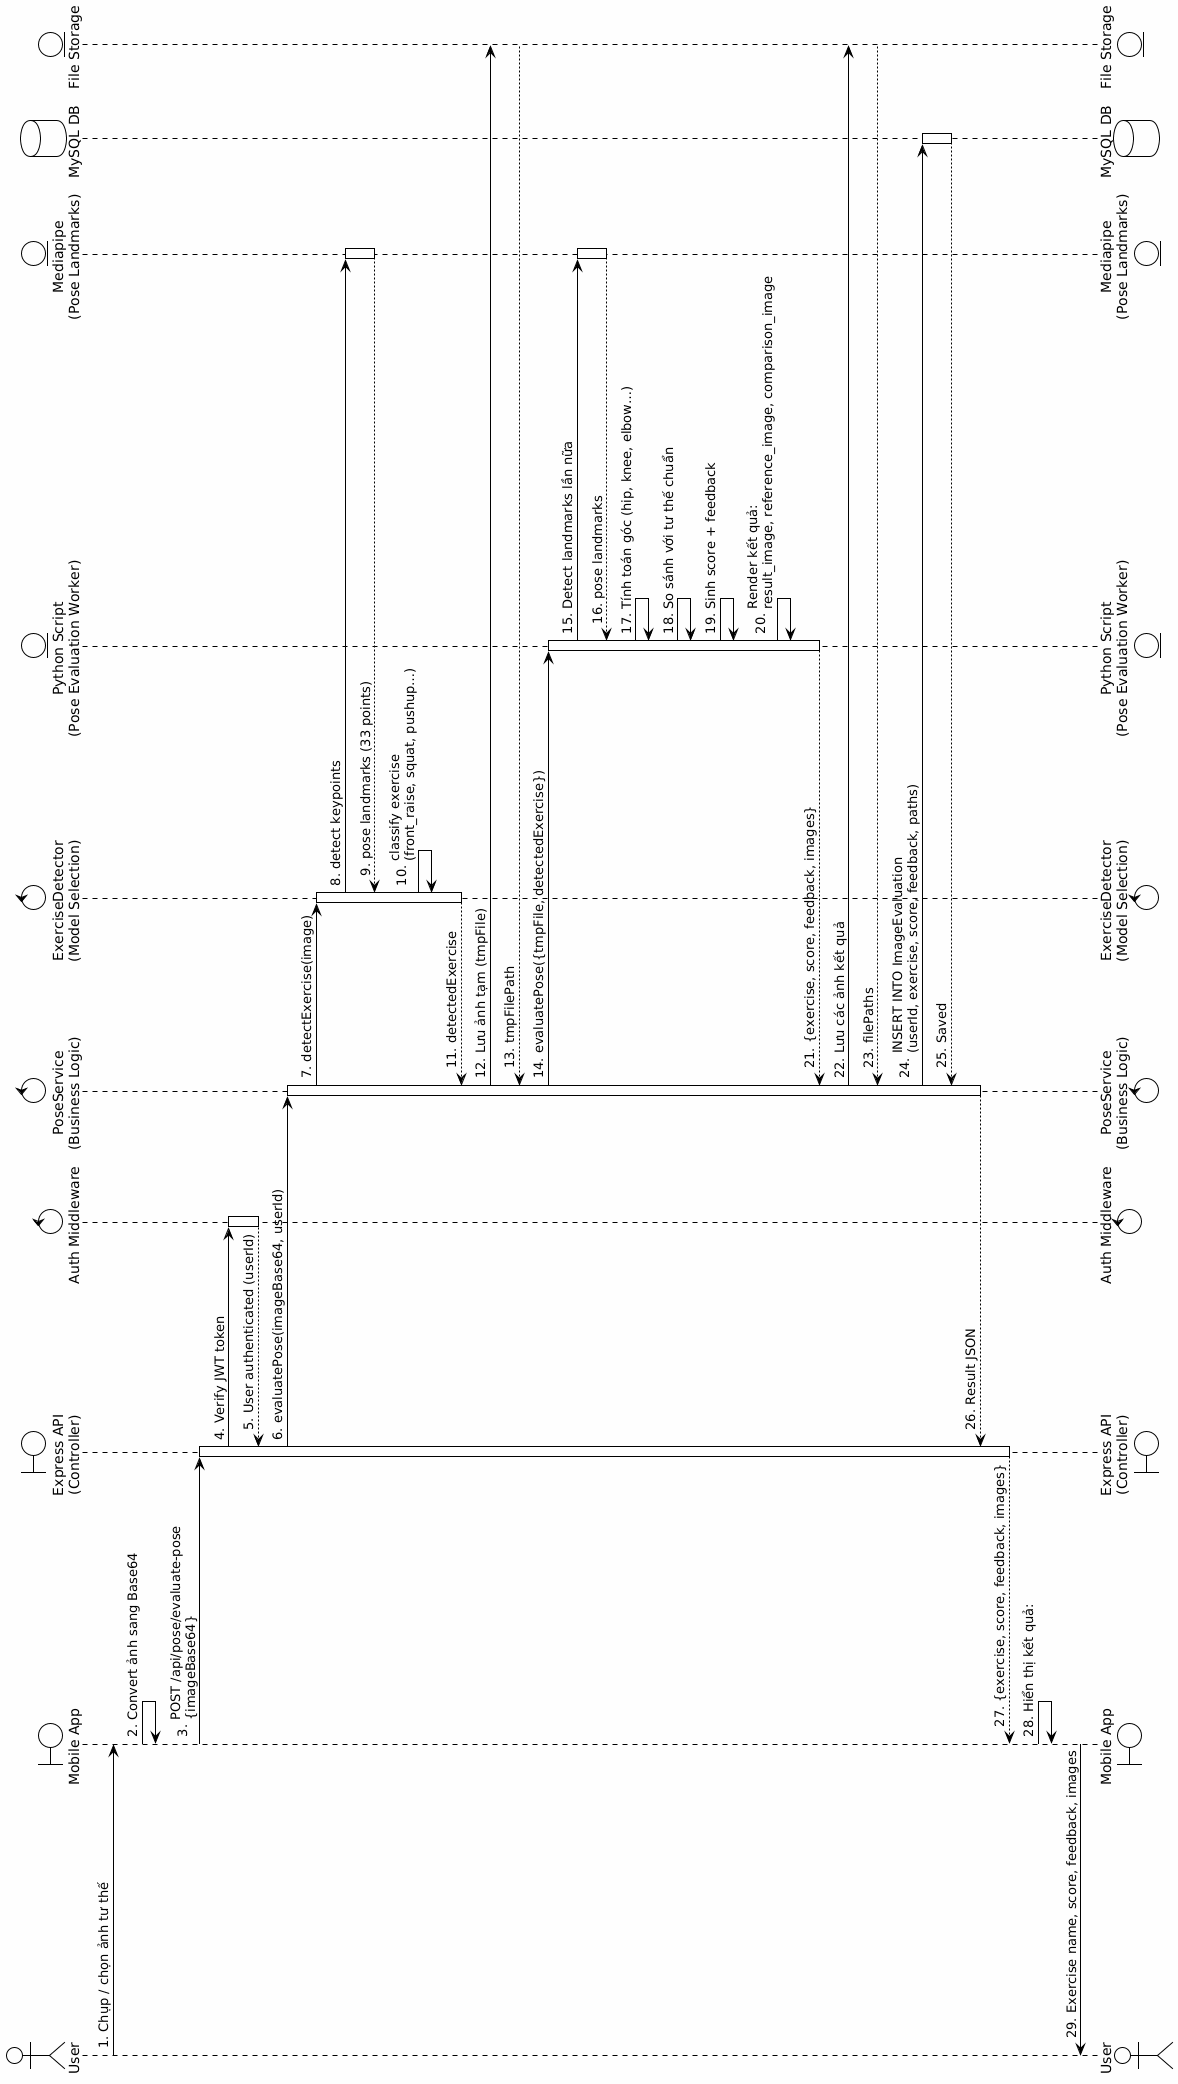 User
Mobile App
Express API
(Controller)
Auth Middleware
PoseService
(Business Logic)
ExerciseDetector
(Model Selection)
Python Script
(Pose Evaluation Worker)
Mediapipe
(Pose Landmarks)
MySQL DB
File Storage
1. Chụp / chọn ảnh tư thế
2. Convert ảnh sang Base64
3. POST /api/pose/evaluate-pose
{imageBase64}
4. Verify JWT token
5. User authenticated (userId)
6. evaluatePose(imageBase64, userId)
7. detectExercise(image)
8. detect keypoints
9. pose landmarks (33 points)
10. classify exercise
(front_raise, squat, pushup...)
11. detectedExercise
12. Lưu ảnh tạm (tmpFile)
13. tmpFilePath
14. evaluatePose({tmpFile, detectedExercise})
15. Detect landmarks lần nữa
16. pose landmarks
17. Tính toán góc (hip, knee, elbow...)
18. So sánh với tư thế chuẩn
19. Sinh score + feedback
20. Render kết quả:
result_image, reference_image, comparison_image
21. {exercise, score, feedback, images}
22. Lưu các ảnh kết quả
23. filePaths
24. INSERT INTO ImageEvaluation
(userId, exercise, score, feedback, paths)
25. Saved
26. Result JSON
27. {exercise, score, feedback, images}
28. Hiển thị kết quả:
29. Exercise name, score, feedback, images
User
Mobile App
Express API
(Controller)
Auth Middleware
PoseService
(Business Logic)
ExerciseDetector
(Model Selection)
Python Script
(Pose Evaluation Worker)
Mediapipe
(Pose Landmarks)
MySQL DB
File Storage